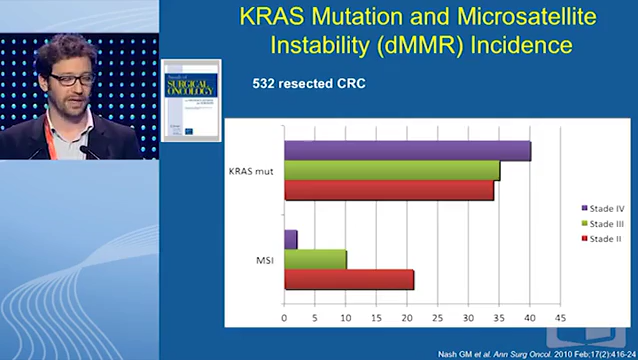 KRAS Mutation and Microsatellite
Instability (dMMR) Incidence
532 resected CRC
SURGICAL
ONCOLOGY
KRAS mut
MSI
0 5 10 15 20 25 30 35 40 45
Stade IV
Stade III
Stade II
Nash GM et al. Ann Surg Oncol. 2010 Feb;17(2):416-24